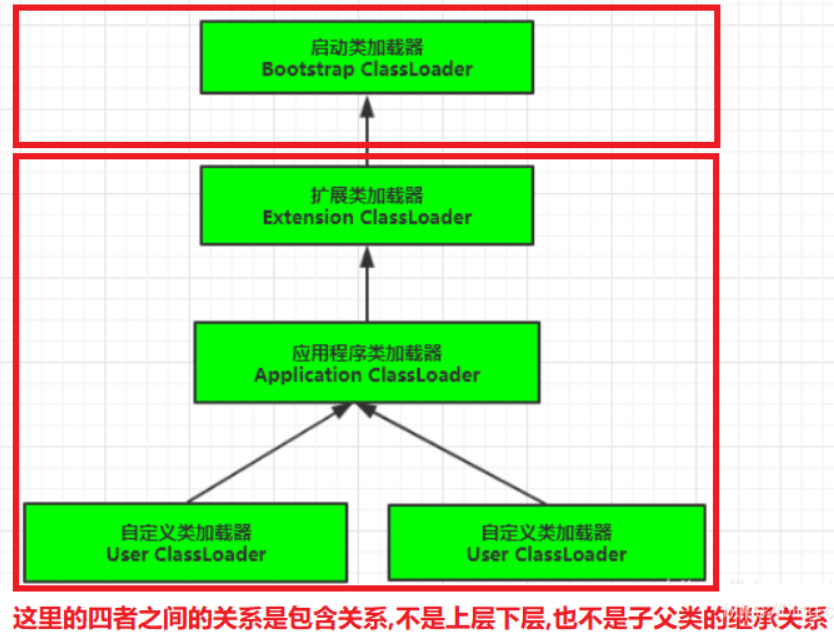 启动类加载器
Bootstrap ClassLoader
扩展类加载器
Extension ClassLoader
应用程序类加载器
Application ClassLoader
自定义类加载器
User ClassLoader
自定义类加载器
User ClassLoader
这里的四者之间的关系是包含关系,不是上层下层,也不是子父类的继承关系